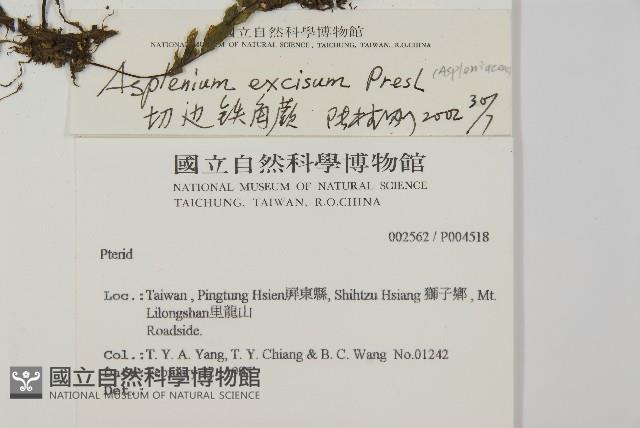 國立自然科學博物館
NATIONAL MUSEUM OF NATURAL SCIENCE, TAICHUNG, TAIWAN, R.O.CHINA
Asplenium excisum Presl (Aspleniaceae)
切边铁角蕨 2002 30/7
國立自然科學博物館
NATIONAL MUSEUM OF NATURAL SCIENCE
TAICHUNG, TAIWAN, R.O.CHINA
002562 / P004518
Pterid
Loc.:Taiwan , Pingtung Hsien屏東縣, Shihtzu Hsiang 獅子鄉 , Mt.
Lilongshan里龍山
Roadside.
Col.: T. Y. A. Yang, T. Y. Chiang & B. C. Wang No.01242
國立自然科學博物館
NATIONAL MUSEUM OF NATURAL SCIENCE
Det.: